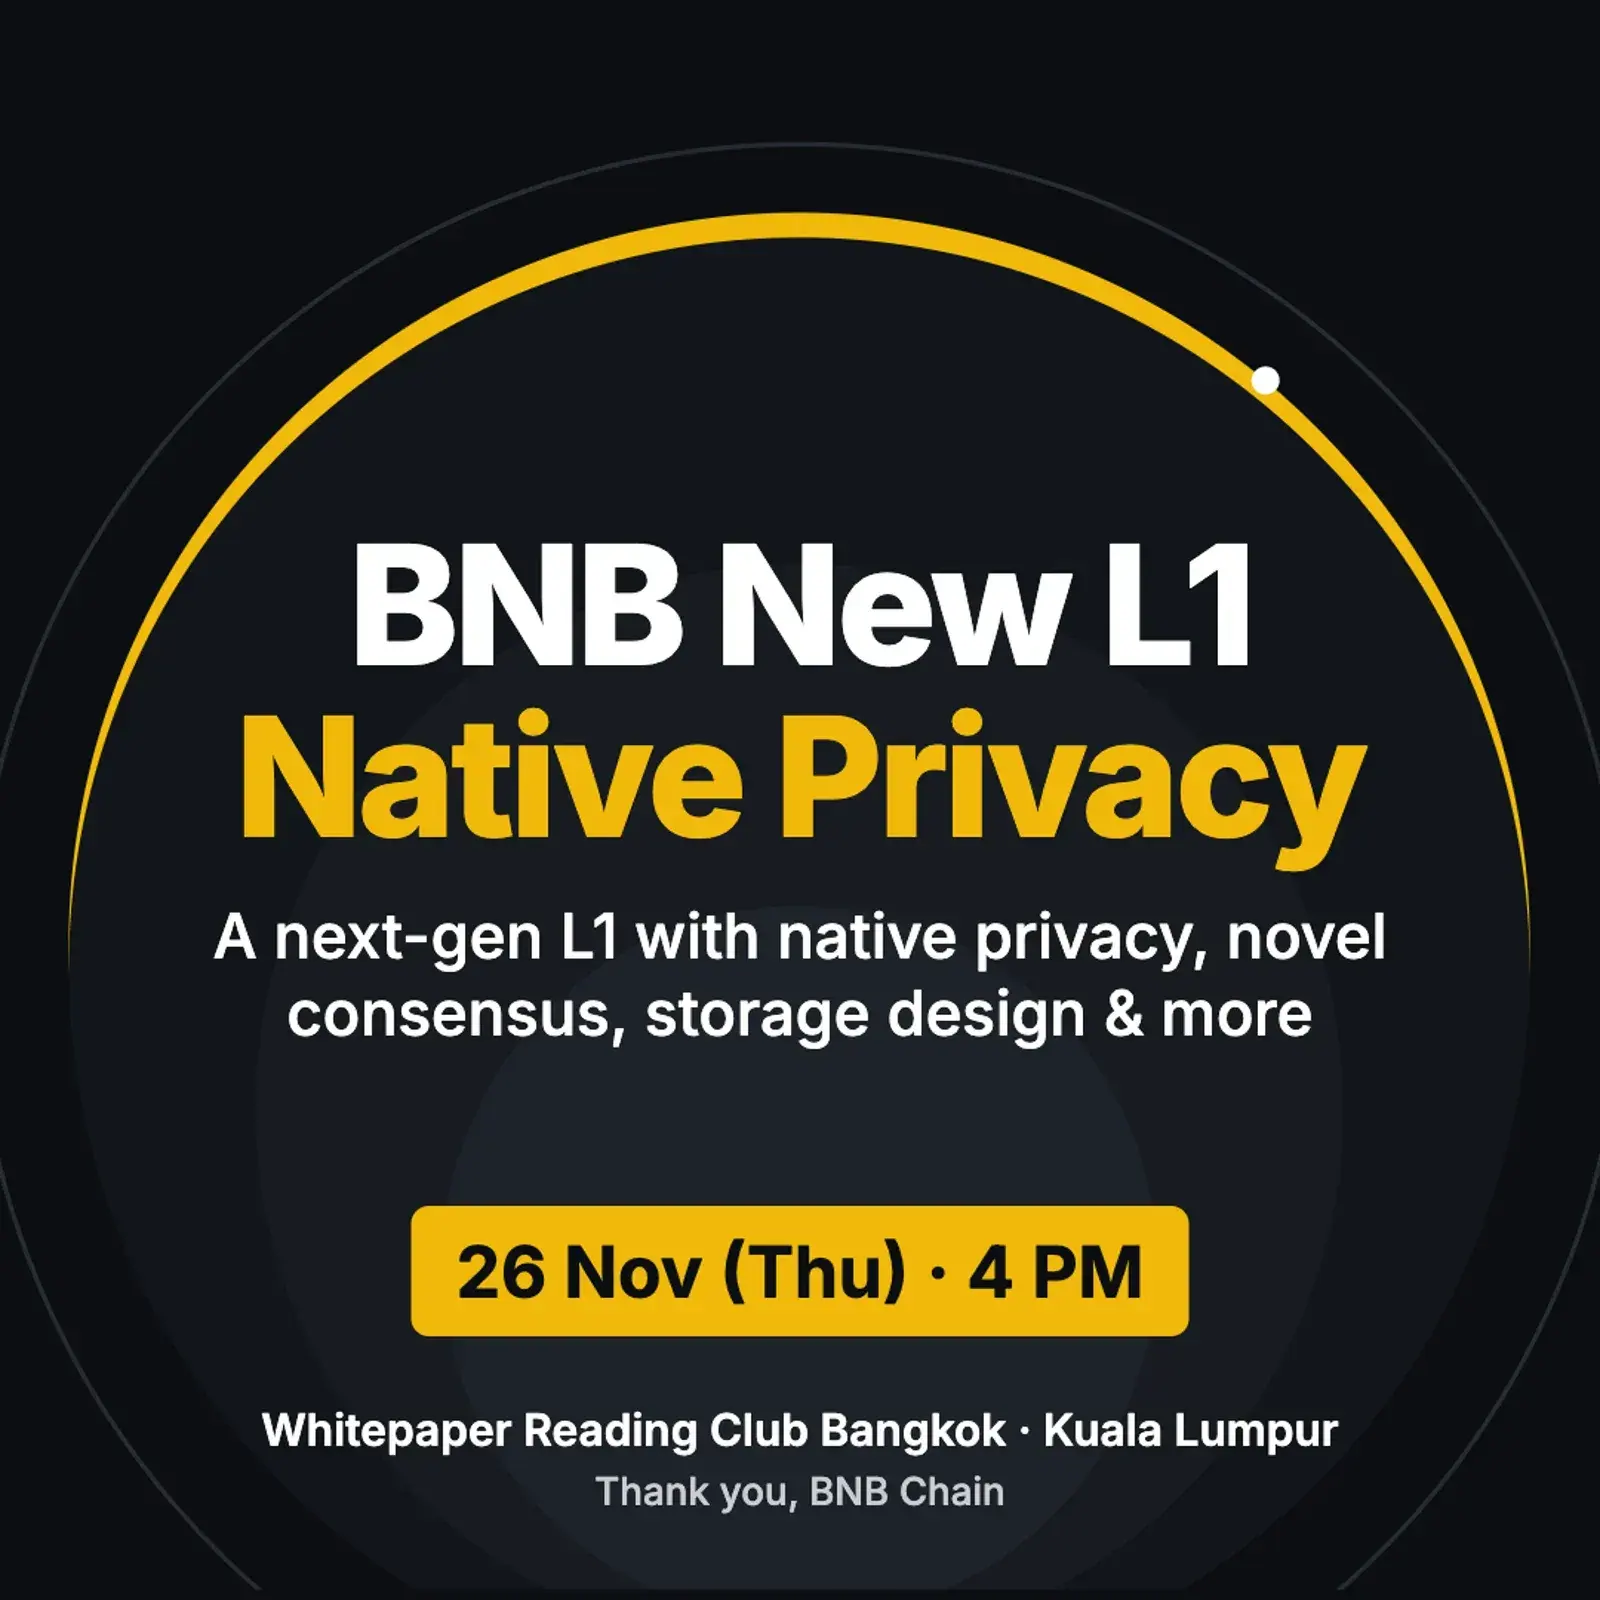 BNB New L1
Native Privacy
A next-gen L1 with native privacy, novel
consensus, storage design & more
26 Nov (Thu) · 4 PM
Whitepaper Reading Club Bangkok · Kuala Lumpur
Thank you, BNB Chain